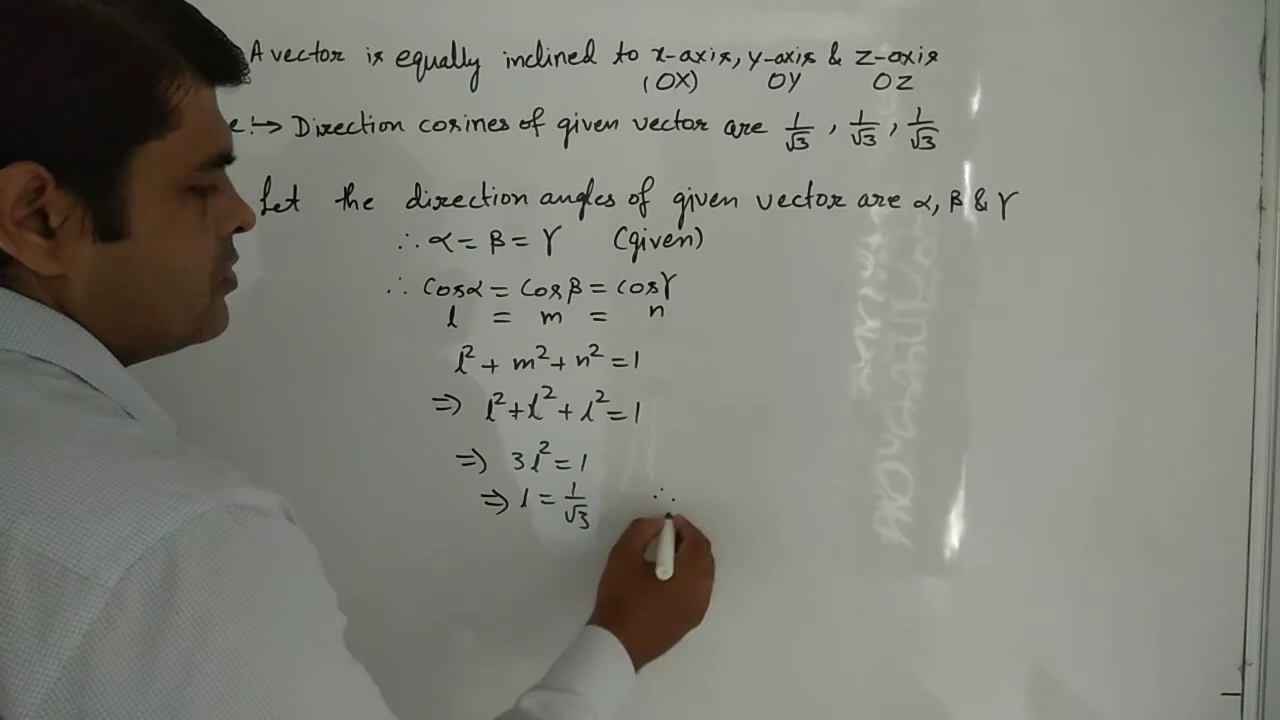 A vector is equally inclined to x-axis, y-axis & z-axis
(OX) OY OZ
e:→ Direction cosines of given vector are 1/√3, 1/√3, 1/√3
Let the direction angles of given vector are α, β & γ
∴ α = β = γ (given)
∴ Cosα = Cosβ = cosγ
l = m = n
l² + m² + n² = 1
⇒ l² + l² + l² = 1
⇒ 3l² = 1
⇒ l = 1/√3 ∴